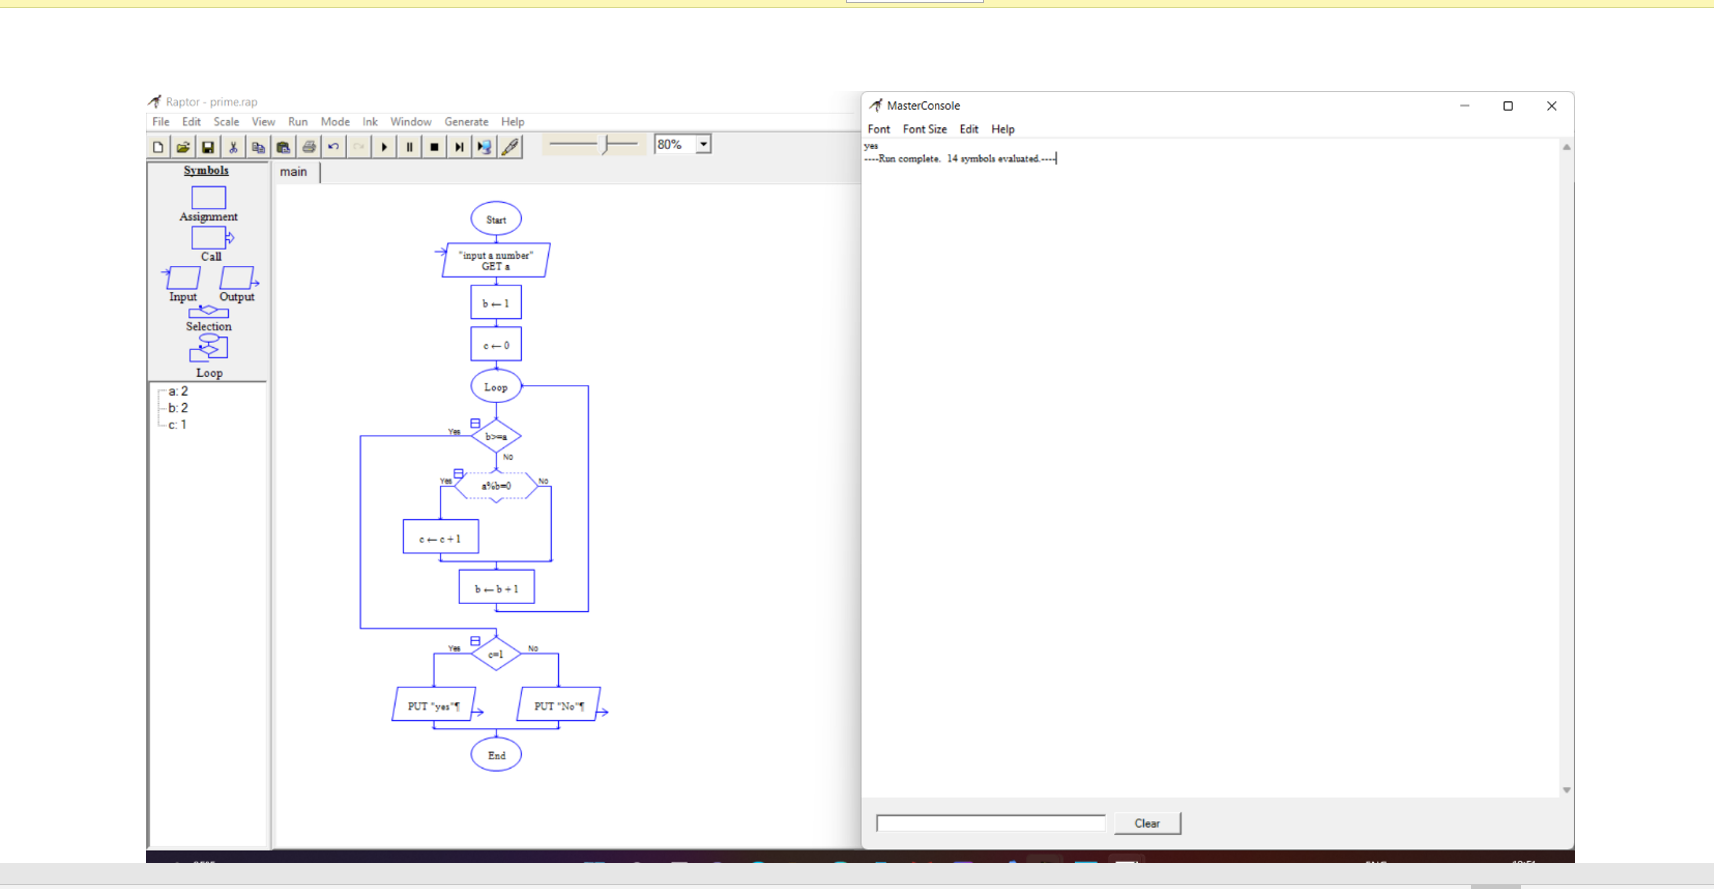 Raptor - prime.rap
File Edit Scale View Run Mode Ink Window Generate Help
80%
Symbols
Assignment
Call
Input Output
Selection
Loop
a: 2
b: 2
c: 1
main
Start
"input a number"
GET a
b ← 1
c ← 0
Loop
Yes
b>=a
No
Yes
a%b=0
No
c ← c + 1
b ← b + 1
Yes
c=1
No
PUT "yes"¶
PUT "No"¶
End
MasterConsole
Font Font Size Edit Help
yes
----Run complete. 14 symbols evaluated.----
Clear